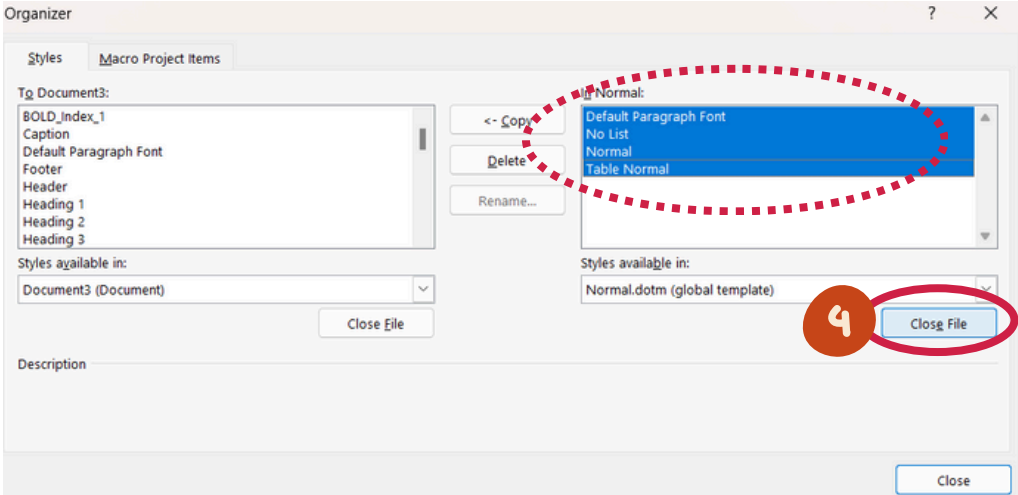 Organizer
?
Styles
Macro Project Items
To Document3:
BOLD_Index_1
Caption
Default Paragraph Font
Footer
Header
Heading 1
Heading 2
Heading 3
Styles available in:
Document3 (Document)
Close File
<- Copy
Delete
Rename...
In Normal:
Default Paragraph Font
No List
Normal
Table Normal
Styles available in:
Normal.dotm (global template)
4
Close File
Description
Close